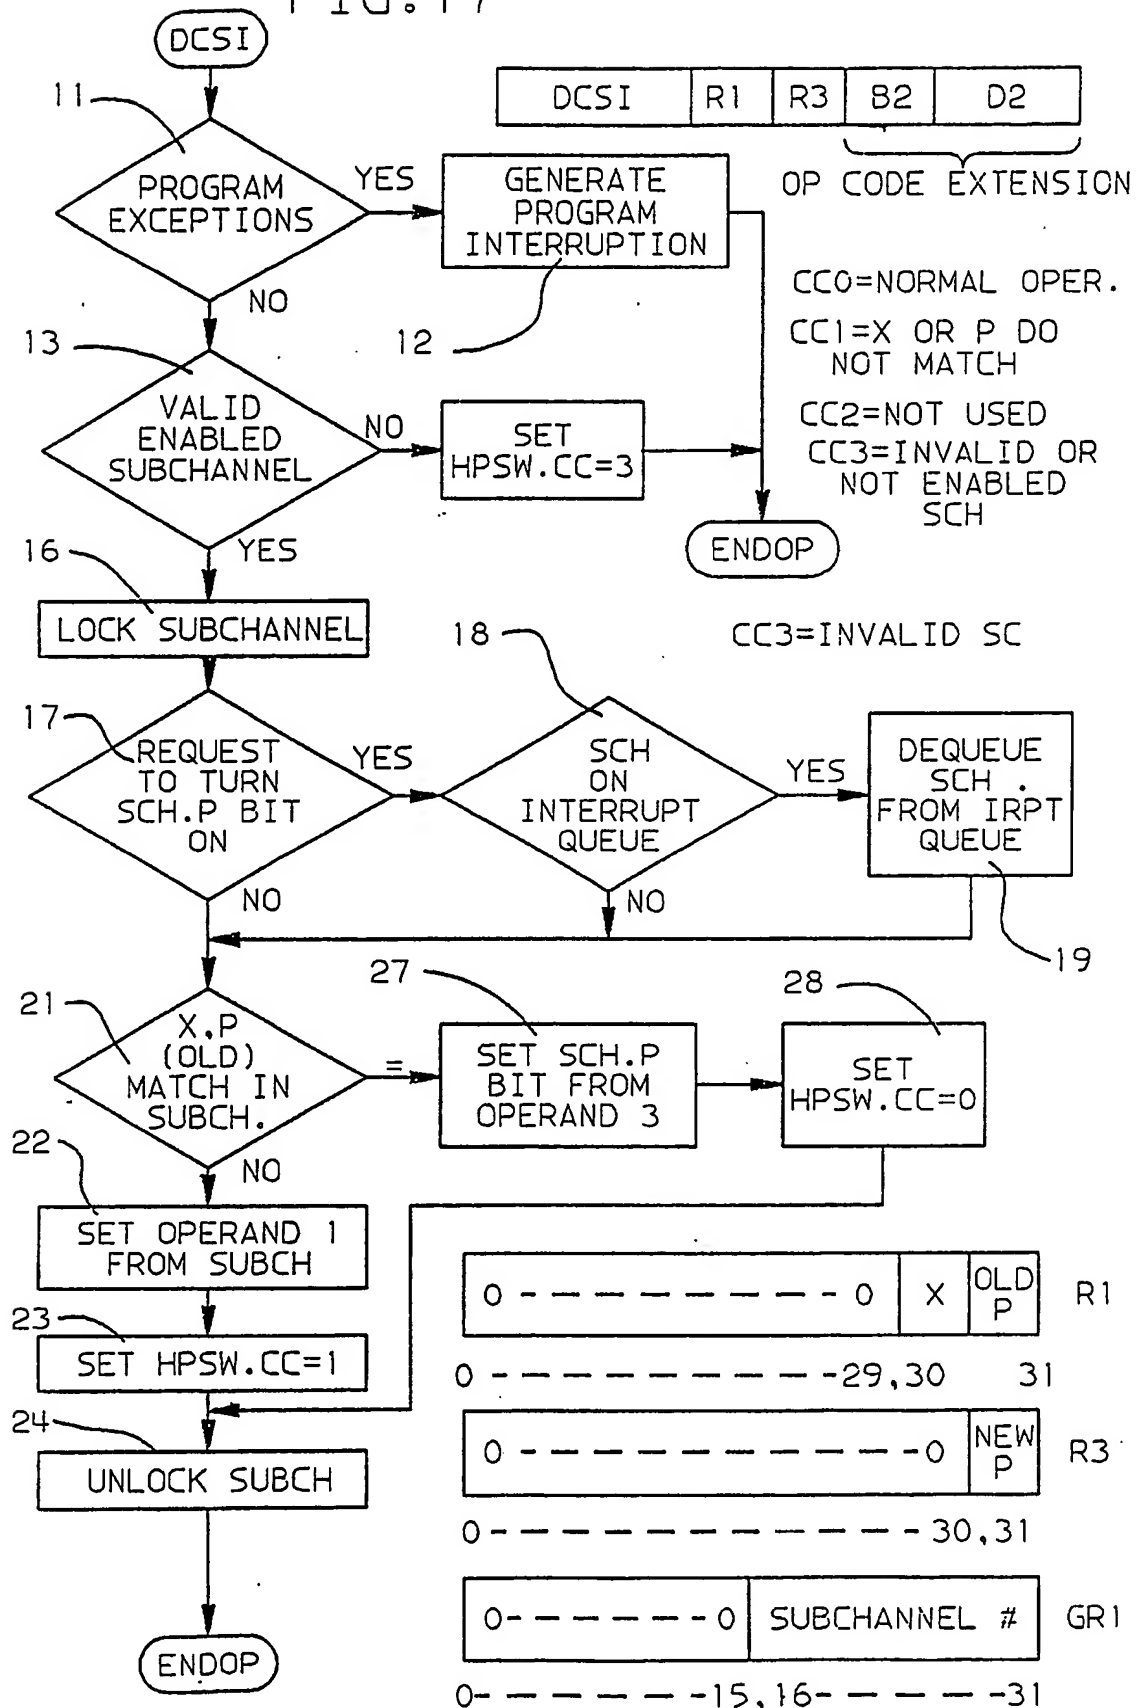 FIG. 17
DCSI
DCSI R1 R3 B2 D2
OP CODE EXTENSION
11
PROGRAM
EXCEPTIONS
YES
GENERATE
PROGRAM
INTERRUPTION
12
NO
CC0=NORMAL OPER.
CC1=X OR P DO
NOT MATCH
CC2=NOT USED
CC3=INVALID OR
NOT ENABLED
SCH
13
VALID
ENABLED
SUBCHANNEL
NO
SET
HPSW.CC=3
ENDOP
YES
16
LOCK SUBCHANNEL
CC3=INVALID SC
17
REQUEST
TO TURN
SCH.P BIT
ON
YES
18
SCH
ON
INTERRUPT
QUEUE
YES
DEQUEUE
SCH .
FROM IRPT
QUEUE
19
NO
NO
21
X,P
(OLD)
MATCH IN
SUBCH.
=
27
SET SCH.P
BIT FROM
OPERAND 3
28
SET
HPSW.CC=0
NO
22
SET OPERAND 1
FROM SUBCH
23
SET HPSW.CC=1
24
UNLOCK SUBCH
ENDOP
0 - - - - - - - - - 0 X OLD P R1
0 - - - - - - - - - -29,30 31
0 - - - - - - - - - - - -0 NEW P R3
0- - - - - - - - - - - - 30,31
0- - - - - -0 SUBCHANNEL # GR1
0- - - - - -15,16- - - - -31